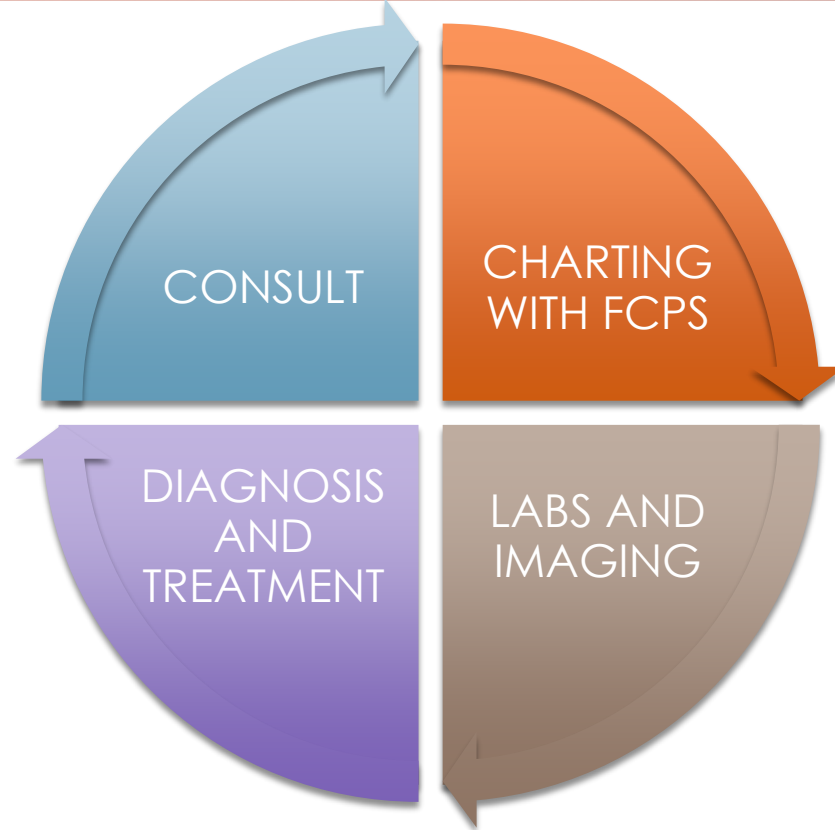 CONSULT
CHARTING
WITH FCPS
LABS AND
IMAGING
DIAGNOSIS
AND
TREATMENT